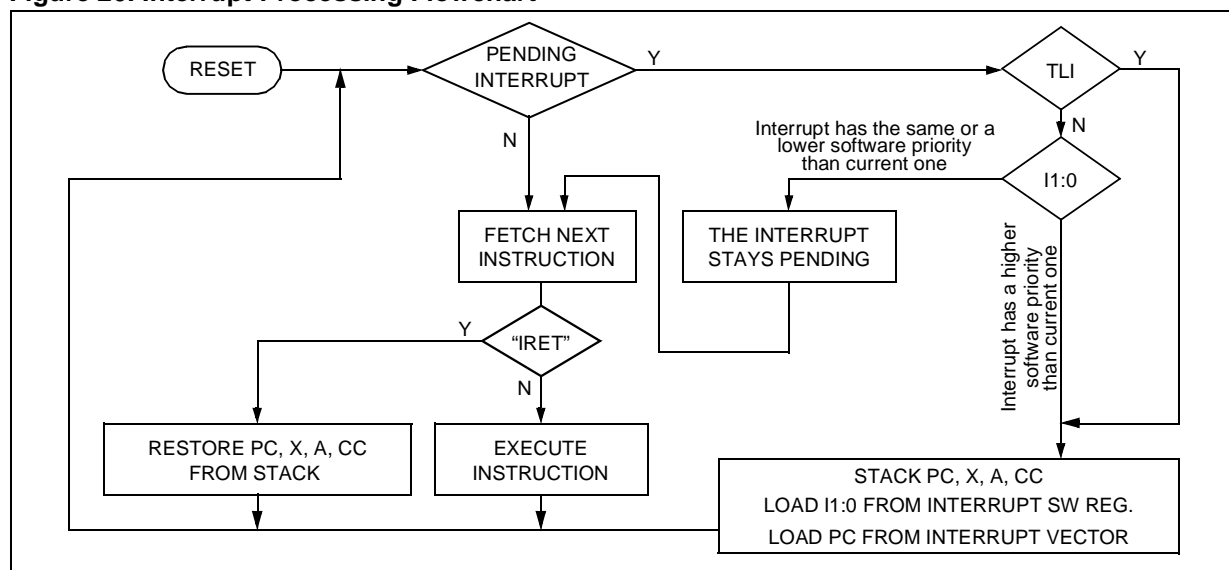 Interrupt Processing Flowchart
RESET
PENDING
INTERRUPT
Y
TLI
Y
N
N
Interrupt has the same or a
lower software priority
than current one
I1:0
FETCH NEXT
INSTRUCTION
THE INTERRUPT
STAYS PENDING
Interrupt has a higher
software priority
than current one
Y
“IRET”
N
RESTORE PC, X, A, CC
FROM STACK
EXECUTE
INSTRUCTION
STACK PC, X, A, CC
LOAD I1:0 FROM INTERRUPT SW REG.
LOAD PC FROM INTERRUPT VECTOR